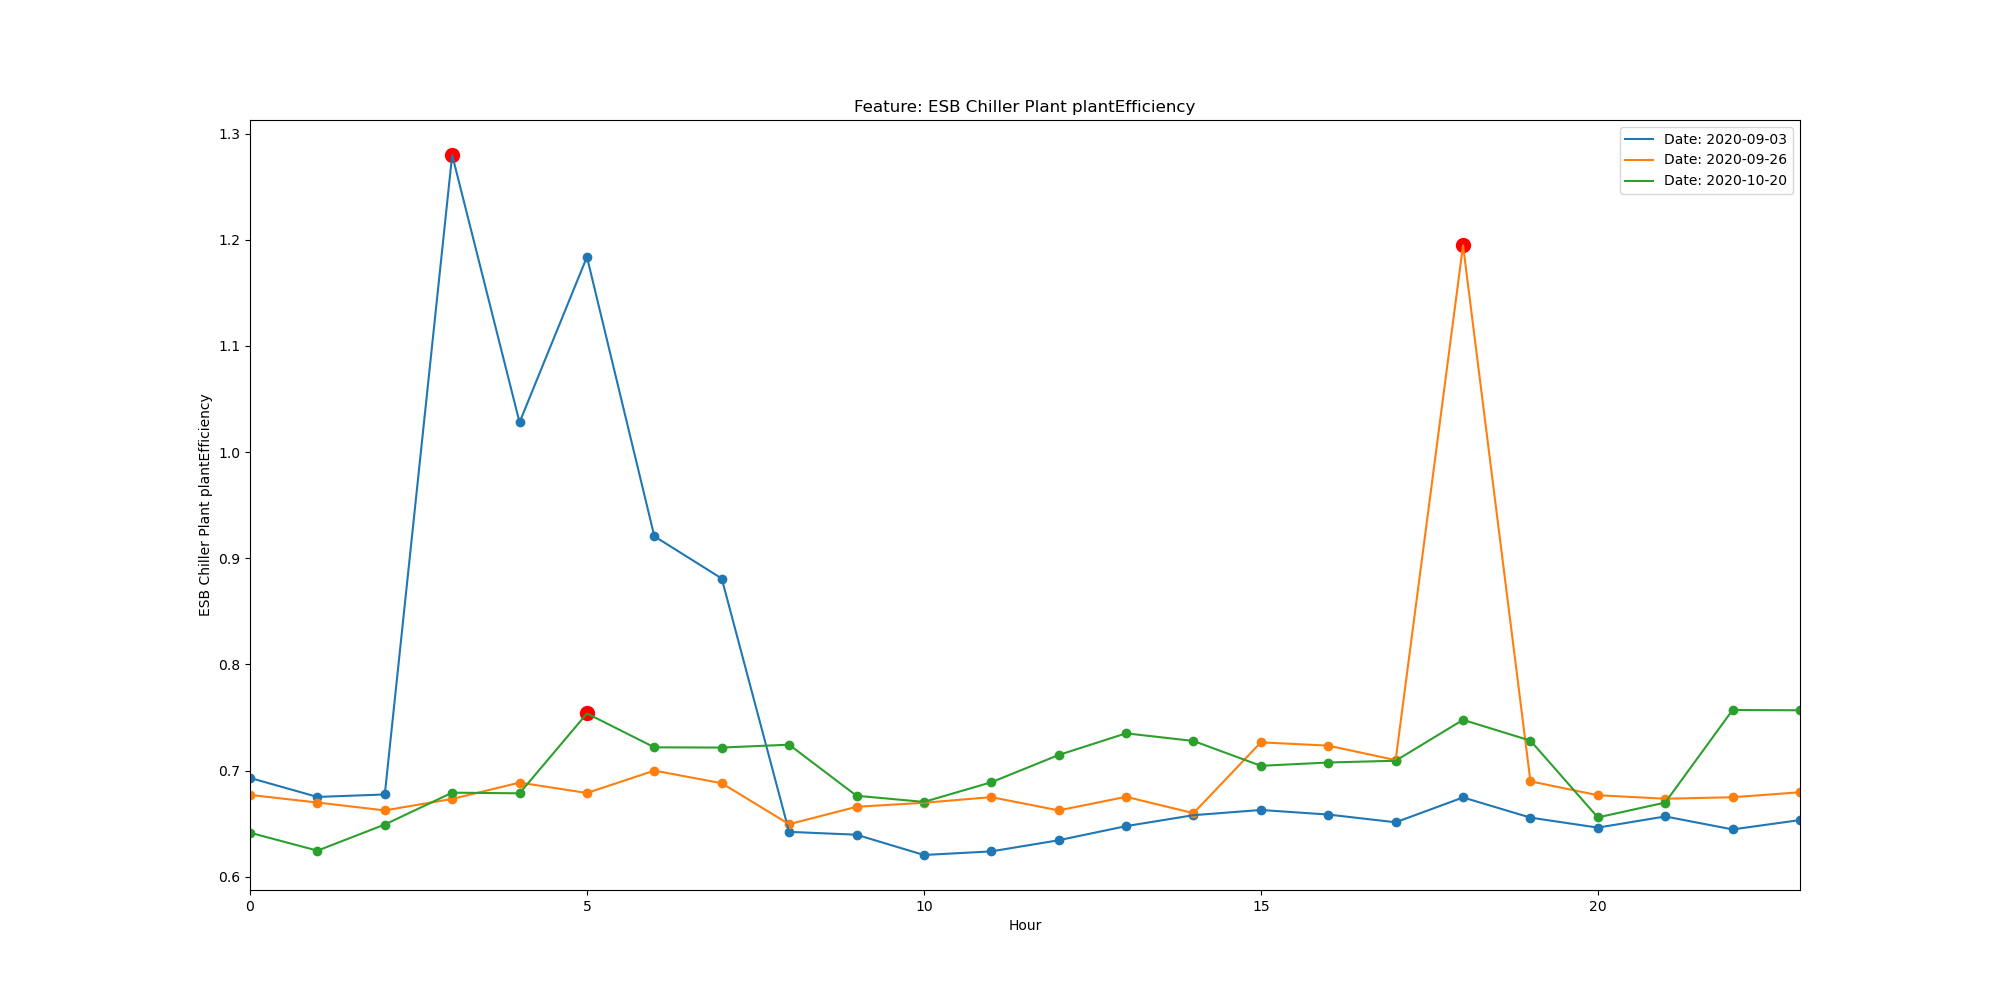 Feature: ESB Chiller Plant plantEfficiency
1.3
1.2
1.1
1.0
0.9
0.8
0.7
0.6
ESB Chiller Plant plantEfficiency
Date: 2020-09-03
Date: 2020-09-26
Date: 2020-10-20
0 5 10 15 20
Hour